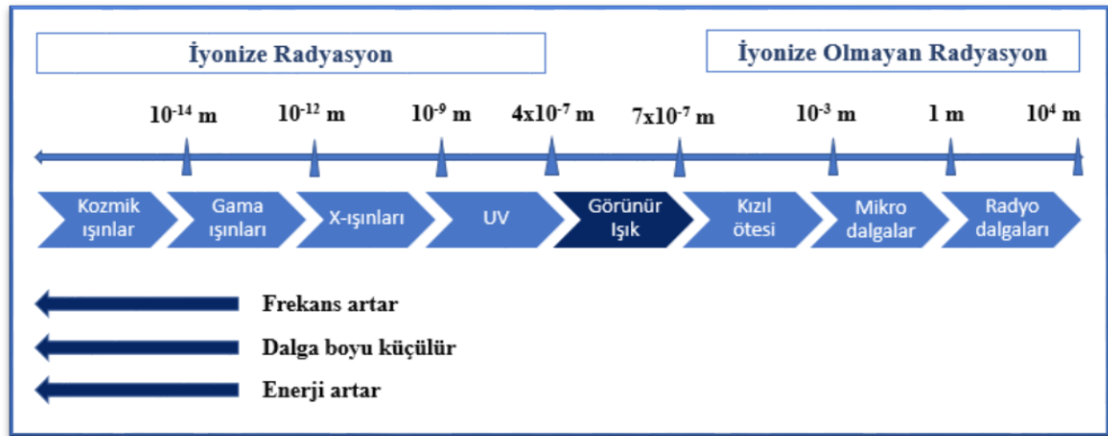 İyonize Radyasyon
İyonize Olmayan Radyasyon
10⁻¹⁴ m 10⁻¹² m 10⁻⁹ m 4x10⁻⁷ m 7x10⁻⁷ m 10⁻³ m 1 m 10⁴ m
Kozmik
ışınlar
Gama
ışınları
X-ışınları
UV
Görünür
Işık
Kızıl
ötesi
Mikro
dalgalar
Radyo
dalgaları
Frekans artar
Dalga boyu küçülür
Enerji artar